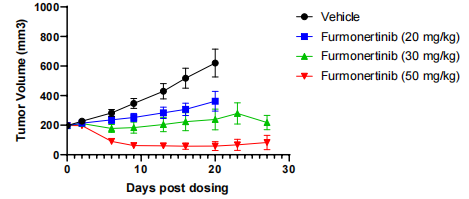 1000
800
600
400
200
0
Tumor Volume (mm3)
0
10
20
30
Days post dosing
Vehicle
Furmonertinib (20 mg/kg)
Furmonertinib (30 mg/kg)
Furmonertinib (50 mg/kg)